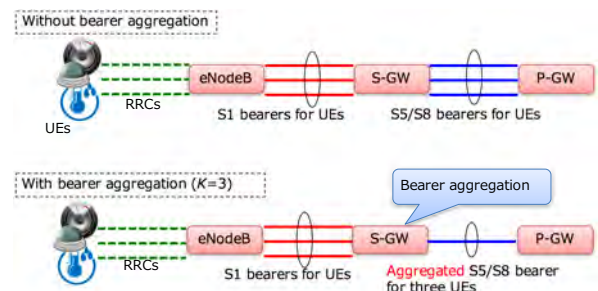 Without bearer aggregation
eNodeB
S-GW
P-GW
RRCs
UEs
S1 bearers for UEs
S5/S8 bearers for UEs
With bearer aggregation (K=3)
Bearer aggregation
eNodeB
S-GW
P-GW
RRCs
S1 bearers for UEs
Aggregated S5/S8 bearer
for three UEs